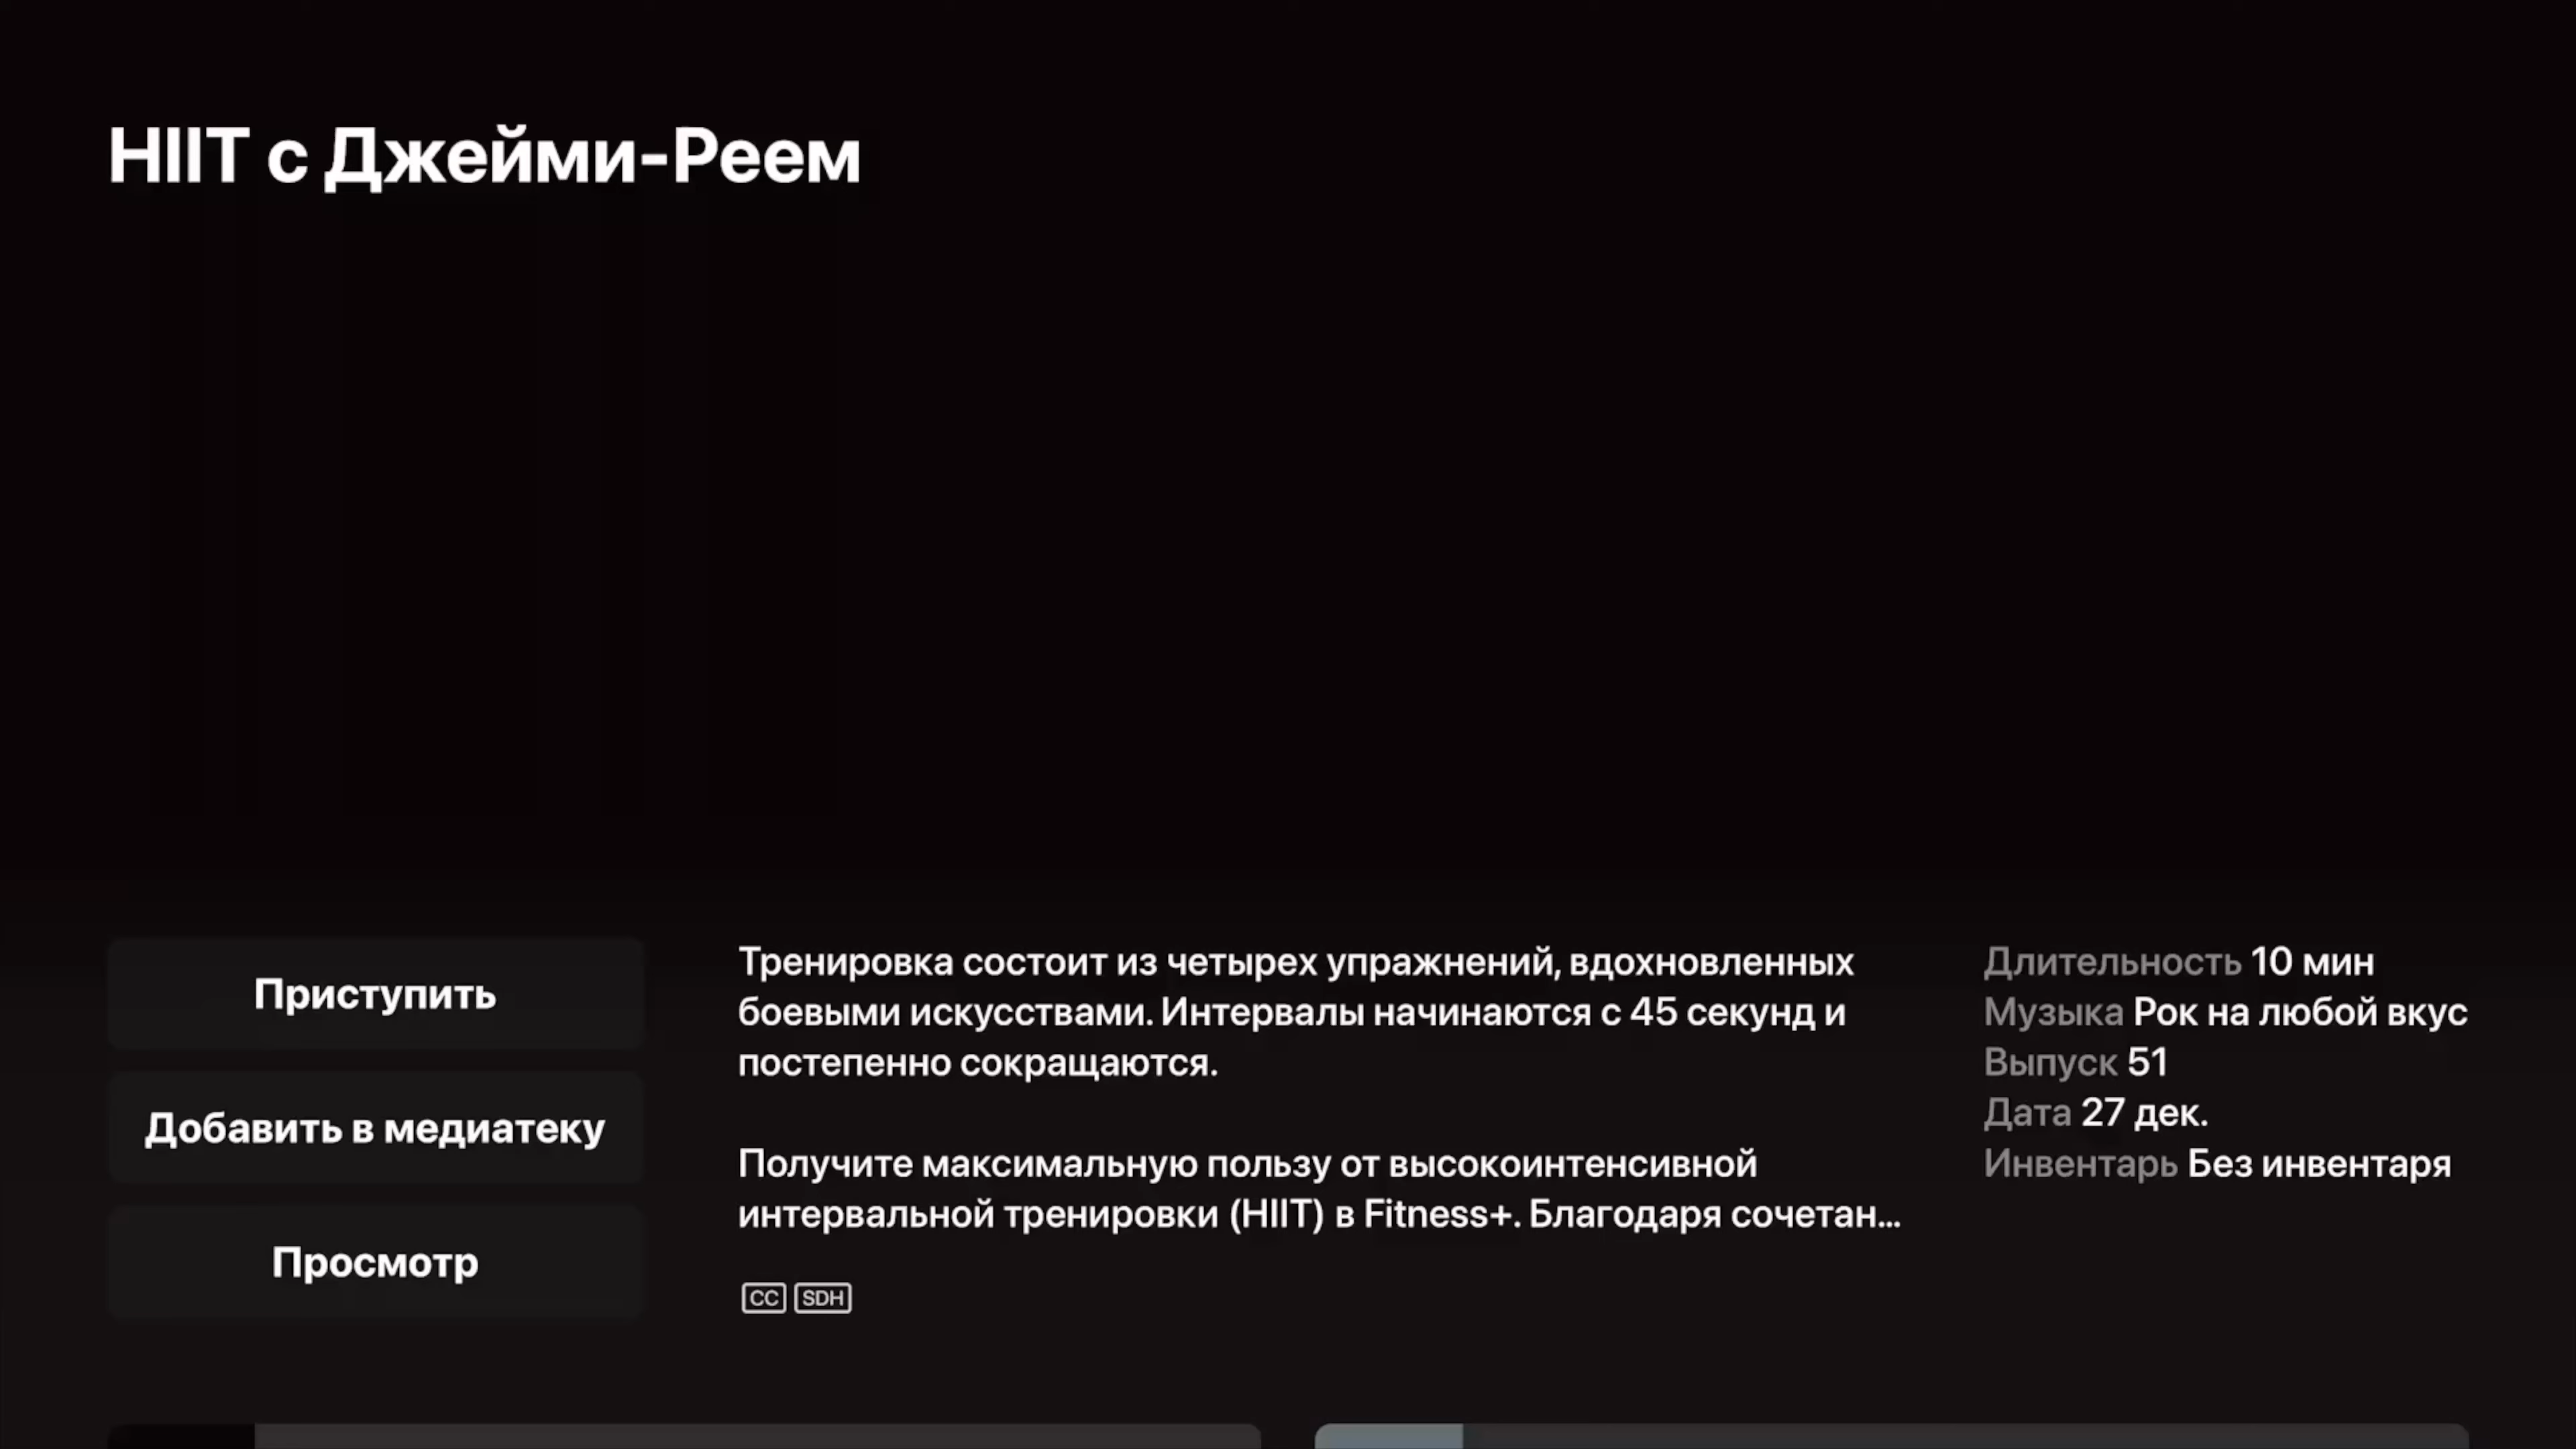 HIIT с Джейми-Реем
Приступить
Добавить в медиатеку
Просмотр
Тренировка состоит из четырех упражнений, вдохновленных
боевыми искусствами. Интервалы начинаются с 45 секунд и
постепенно сокращаются.
Получите максимальную пользу от высокоинтенсивной
интервальной тренировки (HIIT) в Fitness+. Благодаря сочетан...
CC SDH
Длительность 10 мин
Музыка Рок на любой вкус
Выпуск 51
Дата 27 дек.
Инвентарь Без инвентаря